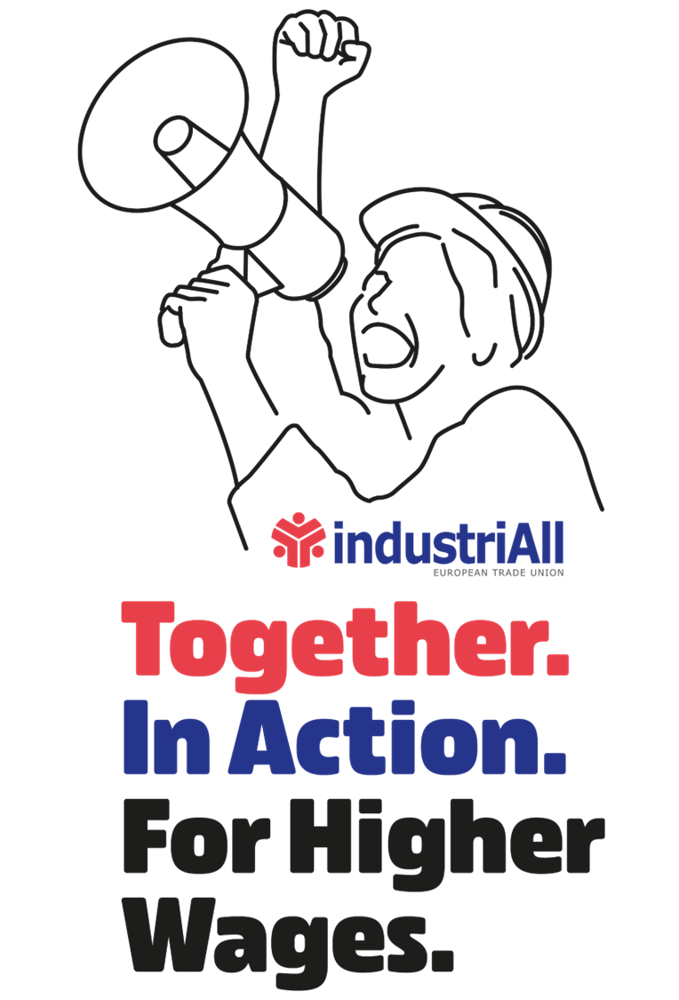 industriAll
EUROPEAN TRADE UNION
Together.
In Action.
For Higher
Wages.